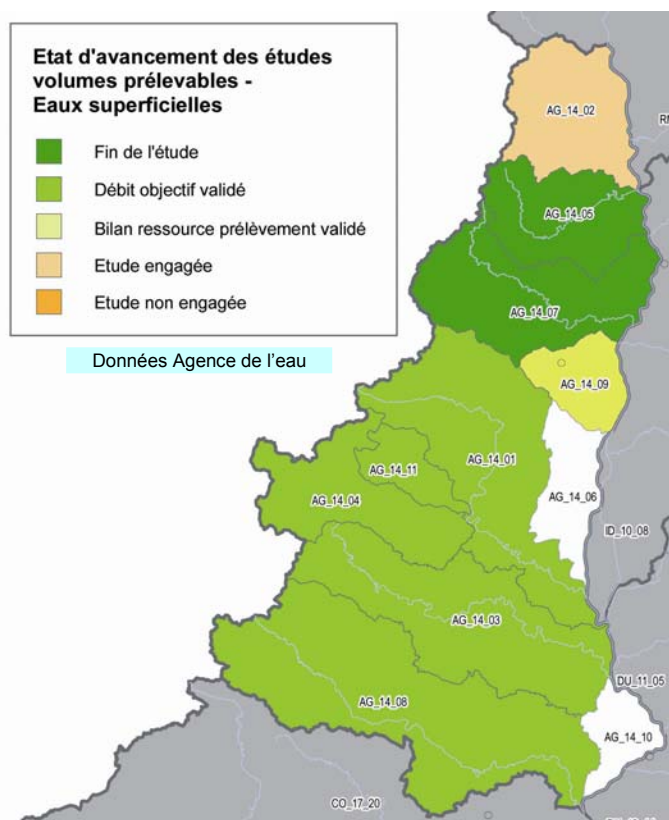 Etat d'avancement des études
volumes prélevables -
Eaux superficielles
Fin de l'étude
Débit objectif validé
Bilan ressource prélèvement validé
Etude engagée
Etude non engagée
Données Agence de l'eau
AG_14_02
AG_14_05
AG_14_07
AG_14_09
AG_14_01
AG_14_11
AG_14_06
AG_14_04
ID_10_08
AG_14_03
DU_11_05
AG_14_08
AG_14_10
CO_17_20